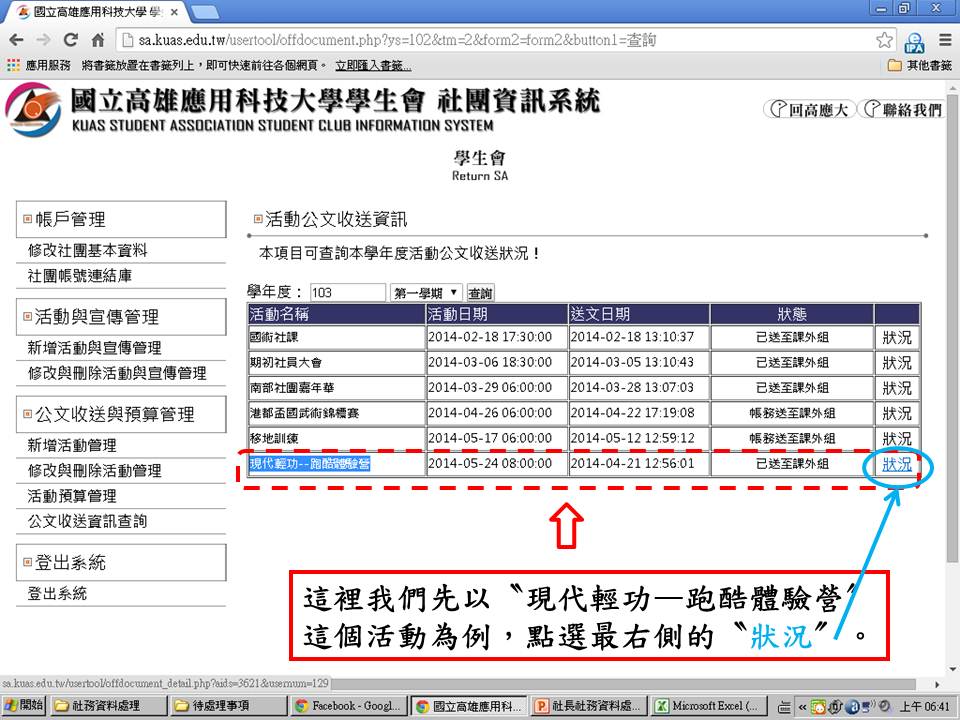 國立高雄應用科技大學 學
sa.kuas.edu.tw/usertool/offdocument.php?ys=102&tm=2&form2=form2&button1=查詢
應用服務 將書籤放置在書籤列上，即可快速前往各個網頁。 立即匯入書籤... 其他書籤
國立高雄應用科技大學學生會 社團資訊系統
KUAS STUDENT ASSOCIATION STUDENT CLUB INFORMATION SYSTEM
回高應大 聯絡我們
學生會
Return SA
帳戶管理
修改社團基本資料
社團帳號連結庫
活動與宣傳管理
新增活動與宣傳管理
修改與刪除活動與宣傳管理
公文收送與預算管理
新增活動管理
修改與刪除活動管理
活動預算管理
公文收送資訊查詢
登出系統
登出系統
活動公文收送資訊
本項目可查詢本學年度活動公文收送狀況！
學年度： 103 第一學期 ▼ 查詢
活動名稱 活動日期 送文日期 狀態
國術社課 2014-02-18 17:30:00 2014-02-18 13:10:37 已送至課外組 狀況
期初社員大會 2014-03-06 18:30:00 2014-03-05 13:10:43 已送至課外組 狀況
南部社團嘉年華 2014-03-29 06:00:00 2014-03-28 13:07:03 已送至課外組 狀況
港都盃國武術錦標賽 2014-04-26 06:00:00 2014-04-22 17:19:08 帳務送至課外組 狀況
移地訓練 2014-05-17 06:00:00 2014-05-12 12:59:12 帳務送至課外組 狀況
現代輕功--跑酷體驗營 2014-05-24 08:00:00 2014-04-21 12:56:01 已送至課外組 狀況
這裡我們先以〝現代輕功—跑酷體驗營〞
這個活動為例，點選最右側的〝狀況〞。
sa.kuas.edu.tw/usertool/offdocument_detail.php?aids=3621&usernum=129
開始 社務資料處理 待處理事項 Facebook - Googl... 國立高雄應用科... 社長社務資料處... Microsoft Excel (... 上午 06:41